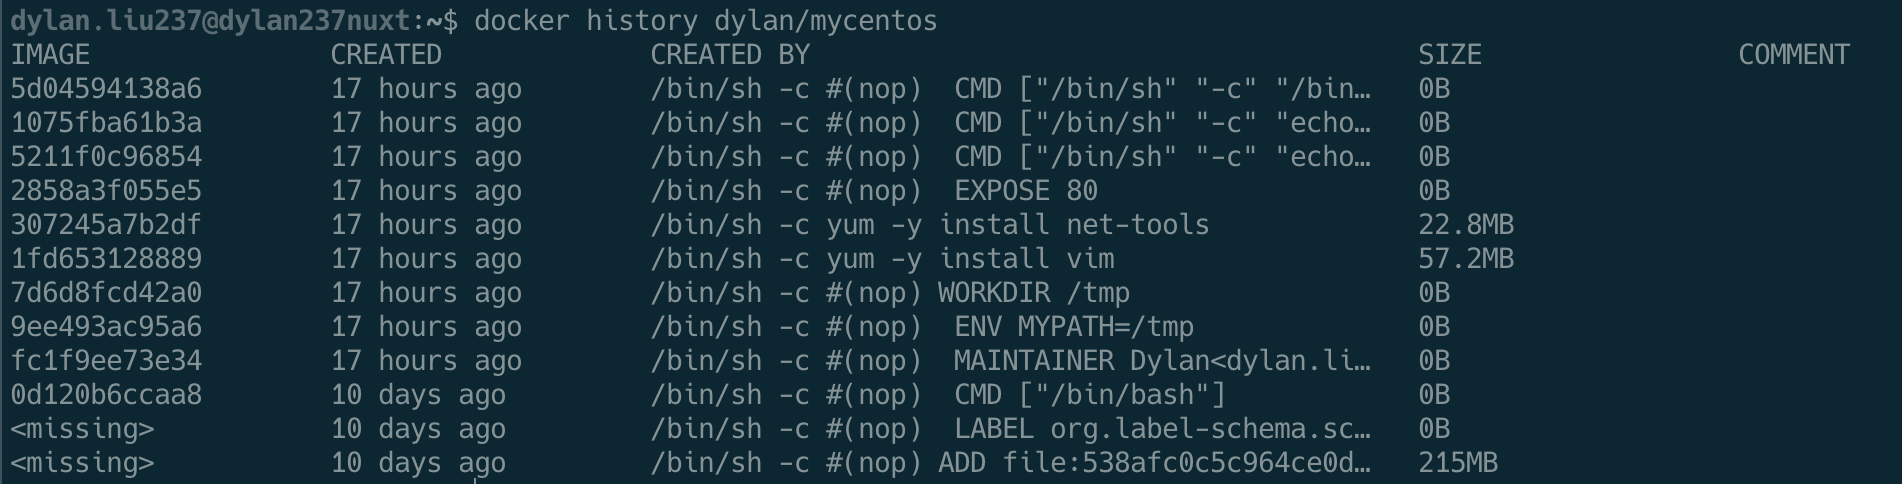 dylan.liu237@dylan237nuxt:~$ docker history dylan/mycentos
IMAGE CREATED CREATED BY SIZE COMMENT
5d04594138a6 17 hours ago /bin/sh -c #(nop)  CMD ["/bin/sh" "-c" "/bin… 0B
1075fba61b3a 17 hours ago /bin/sh -c #(nop)  CMD ["/bin/sh" "-c" "echo… 0B
5211f0c96854 17 hours ago /bin/sh -c #(nop)  CMD ["/bin/sh" "-c" "echo… 0B
2858a3f055e5 17 hours ago /bin/sh -c #(nop)  EXPOSE 80 0B
307245a7b2df 17 hours ago /bin/sh -c yum -y install net-tools 22.8MB
1fd653128889 17 hours ago /bin/sh -c yum -y install vim 57.2MB
7d6d8fcd42a0 17 hours ago /bin/sh -c #(nop) WORKDIR /tmp 0B
9ee493ac95a6 17 hours ago /bin/sh -c #(nop)  ENV MYPATH=/tmp 0B
fc1f9ee73e34 17 hours ago /bin/sh -c #(nop)  MAINTAINER Dylan<dylan.li… 0B
0d120b6ccaa8 10 days ago /bin/sh -c #(nop)  CMD ["/bin/bash"] 0B
<missing> 10 days ago /bin/sh -c #(nop)  LABEL org.label-schema.sc… 0B
<missing> 10 days ago /bin/sh -c #(nop) ADD file:538afc0c5c964ce0d… 215MB